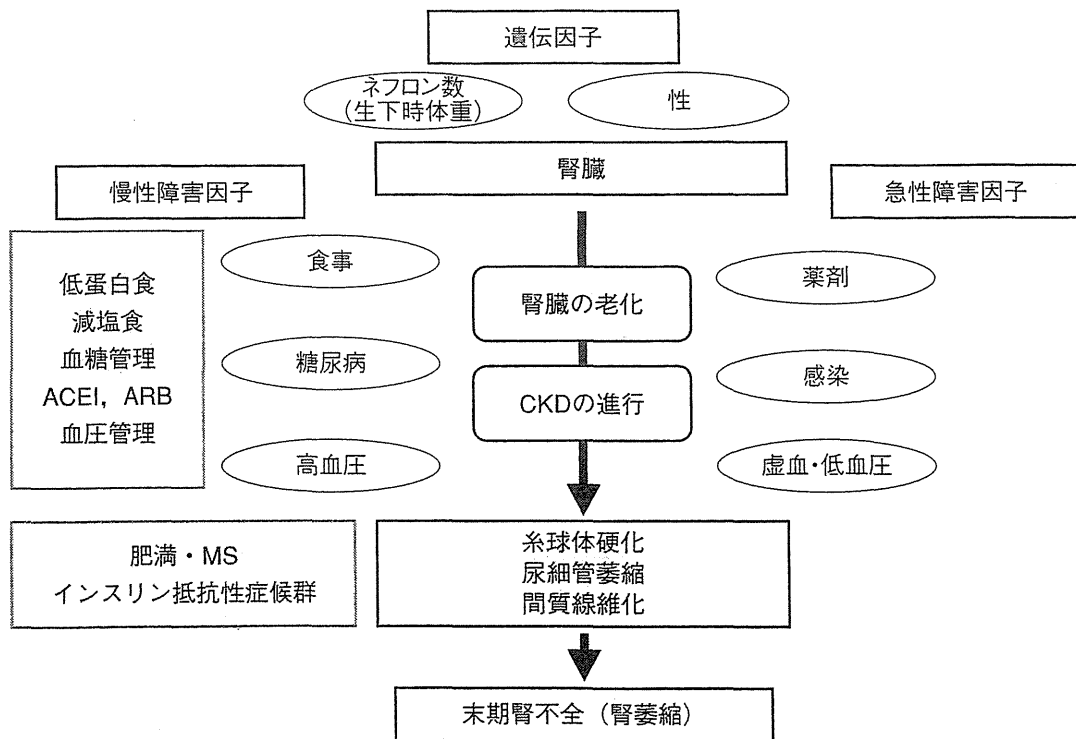 遺伝因子
ネフロン数
（生下時体重）
性
腎臓
慢性障害因子
急性障害因子
低蛋白食
減塩食
血糖管理
ACEI，ARB
血圧管理
食事
糖尿病
高血圧
腎臓の老化
CKDの進行
薬剤
感染
虚血・低血圧
肥満・MS
インスリン抵抗性症候群
糸球体硬化
尿細管萎縮
間質線維化
末期腎不全（腎萎縮）